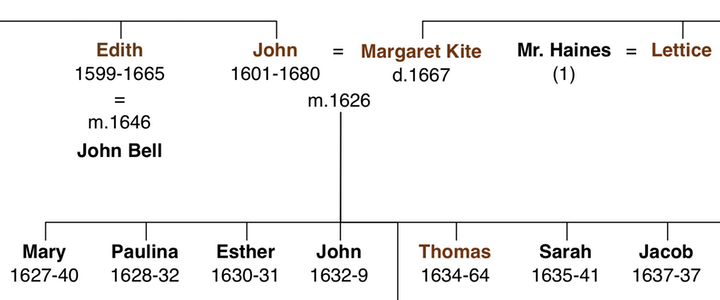 Edith John = Margaret Kite Mr. Haines = Lettice
1599-1665 1601-1680 d.1667 (1)
= m.1626
m.1646
John Bell
Mary Paulina Esther John Thomas Sarah Jacob
1627-40 1628-32 1630-31 1632-9 1634-64 1635-41 1637-37